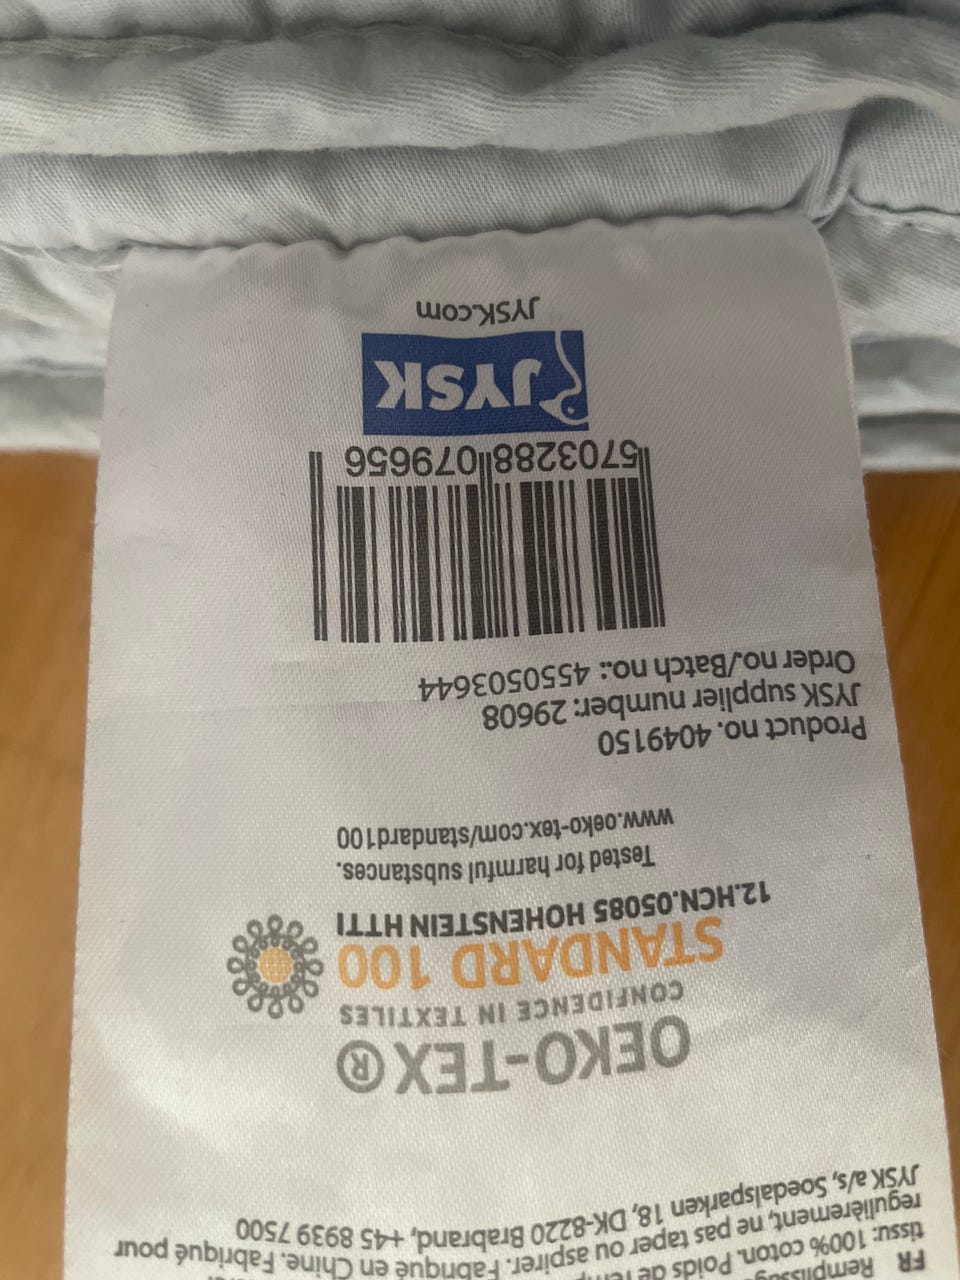 FR
tissu: 100% coton. Poids de
régulièrement, ne pas taper ou aspirer. Fabriqué en Chine. Fabriqué pour
JYSK a/s, Soedalsparken 18, DK-8220 Brabrand, +45 8939 7500
OEKO-TEX®
CONFIDENCE IN TEXTILES
STANDARD 100
12.HCN.05085 HOHENSTEIN HTTI
Tested for harmful substances.
www.oeko-tex.com/standard100
Product no. 4049150
JYSK supplier number: 29608
Order no./Batch no.: 4550503644
5703288 079656
JYSK
JYSK.com